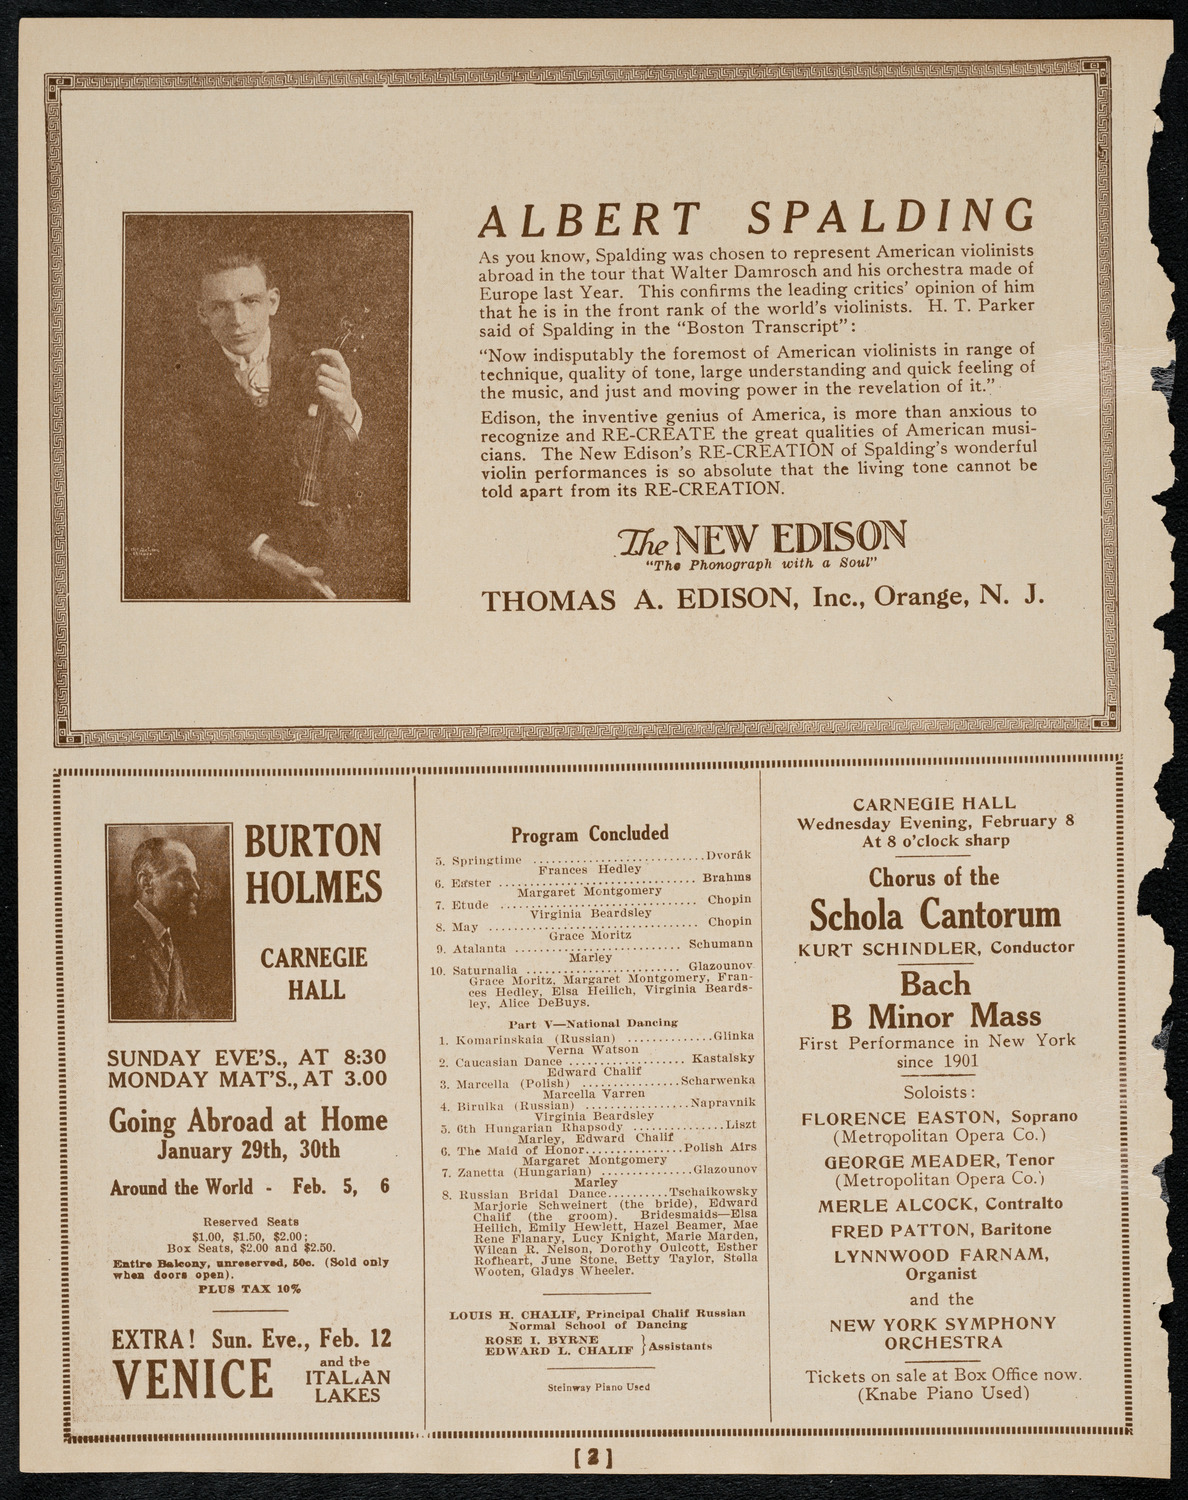 ALBERT SPALDING
As you know, Spalding was chosen to represent American violinists
abroad in the tour that Walter Damrosch and his orchestra made of
Europe last Year. This confirms the leading critics' opinion of him
that he is in the front rank of the world's violinists. H. T. Parker
said of Spalding in the "Boston Transcript":
"Now indisputably the foremost of American violinists in range of
technique, quality of tone, large understanding and quick feeling of
the music, and just and moving power in the revelation of it."
Edison, the inventive genius of America, is more than anxious to
recognize and RE-CREATE the great qualities of American musi-
cians. The New Edison's RE-CREATION of Spalding's wonderful
violin performances is so absolute that the living tone cannot be
told apart from its RE-CREATION.
The NEW EDISON
"The Phonograph with a Soul"
THOMAS A. EDISON, Inc., Orange, N. J.
BURTON
HOLMES
CARNEGIE
HALL
SUNDAY EVE'S., AT 8:30
MONDAY MAT'S., AT 3.00
Going Abroad at Home
January 29th, 30th
Around the World - Feb. 5, 6
Reserved Seats
$1.00, $1.50, $2.00;
Box Seats, $2.00 and $2.50.
Entire Balcony, unreserved, 50c. (Sold only
when doors open).
PLUS TAX 10%
EXTRA! Sun. Eve., Feb. 12
VENICE and the
ITALIAN
LAKES
Program Concluded
5. Springtime ........................Dvorák
Frances Hedley
6. Easter ............................ Brahms
Margaret Montgomery
7. Etude ............................ Chopin
Virginia Beardsley
8. May .............................. Chopin
Grace Moritz
9. Atalanta ........................ Schumann
Marley
10. Saturnalia ...................... Glazounov
Grace Moritz, Margaret Montgomery, Fran-
ces Hedley, Elsa Heilich, Virginia Beards-
ley, Alice DeBuys.
Part V—National Dancing
1. Komarinskaia (Russian) .............Glinka
Verna Watson
2. Caucasian Dance ................. Kastalsky
Edward Chalif
3. Marcella (Polish) ...............Scharwenka
Marcella Varren
4. Birulka (Russian) ................Napravnik
Virginia Beardsley
5. 6th Hungarian Rhapsody ..............Liszt
Marley, Edward Chalif
6. The Maid of Honor...............Polish Airs
Margaret Montgomery
7. Zanetta (Hungarian) ..............Glazounov
Marley
8. Russian Bridal Dance..........Tschaikowsky
Marjorie Schweinert (the bride), Edward
Chalif (the groom). Bridesmaids—Elsa
Heilich, Emily Hewlett, Hazel Beamer, Mae
Rene Flanary, Lucy Knight, Marie Marden,
Wilcan R. Nelson, Dorothy Oulcott, Esther
Rofheart, June Stone, Betty Taylor, Stella
Wooten, Gladys Wheeler.
LOUIS H. CHALIF, Principal Chalif Russian
Normal School of Dancing
ROSE I. BYRNE
EDWARD L. CHALIF } Assistants
Steinway Piano Used
CARNEGIE HALL
Wednesday Evening, February 8
At 8 o'clock sharp
Chorus of the
Schola Cantorum
KURT SCHINDLER, Conductor
Bach
B Minor Mass
First Performance in New York
since 1901
Soloists:
FLORENCE EASTON, Soprano
(Metropolitan Opera Co.)
GEORGE MEADER, Tenor
(Metropolitan Opera Co.)
MERLE ALCOCK, Contralto
FRED PATTON, Baritone
LYNNWOOD FARNAM,
Organist
and the
NEW YORK SYMPHONY
ORCHESTRA
Tickets on sale at Box Office now.
(Knabe Piano Used)
[ 2 ]